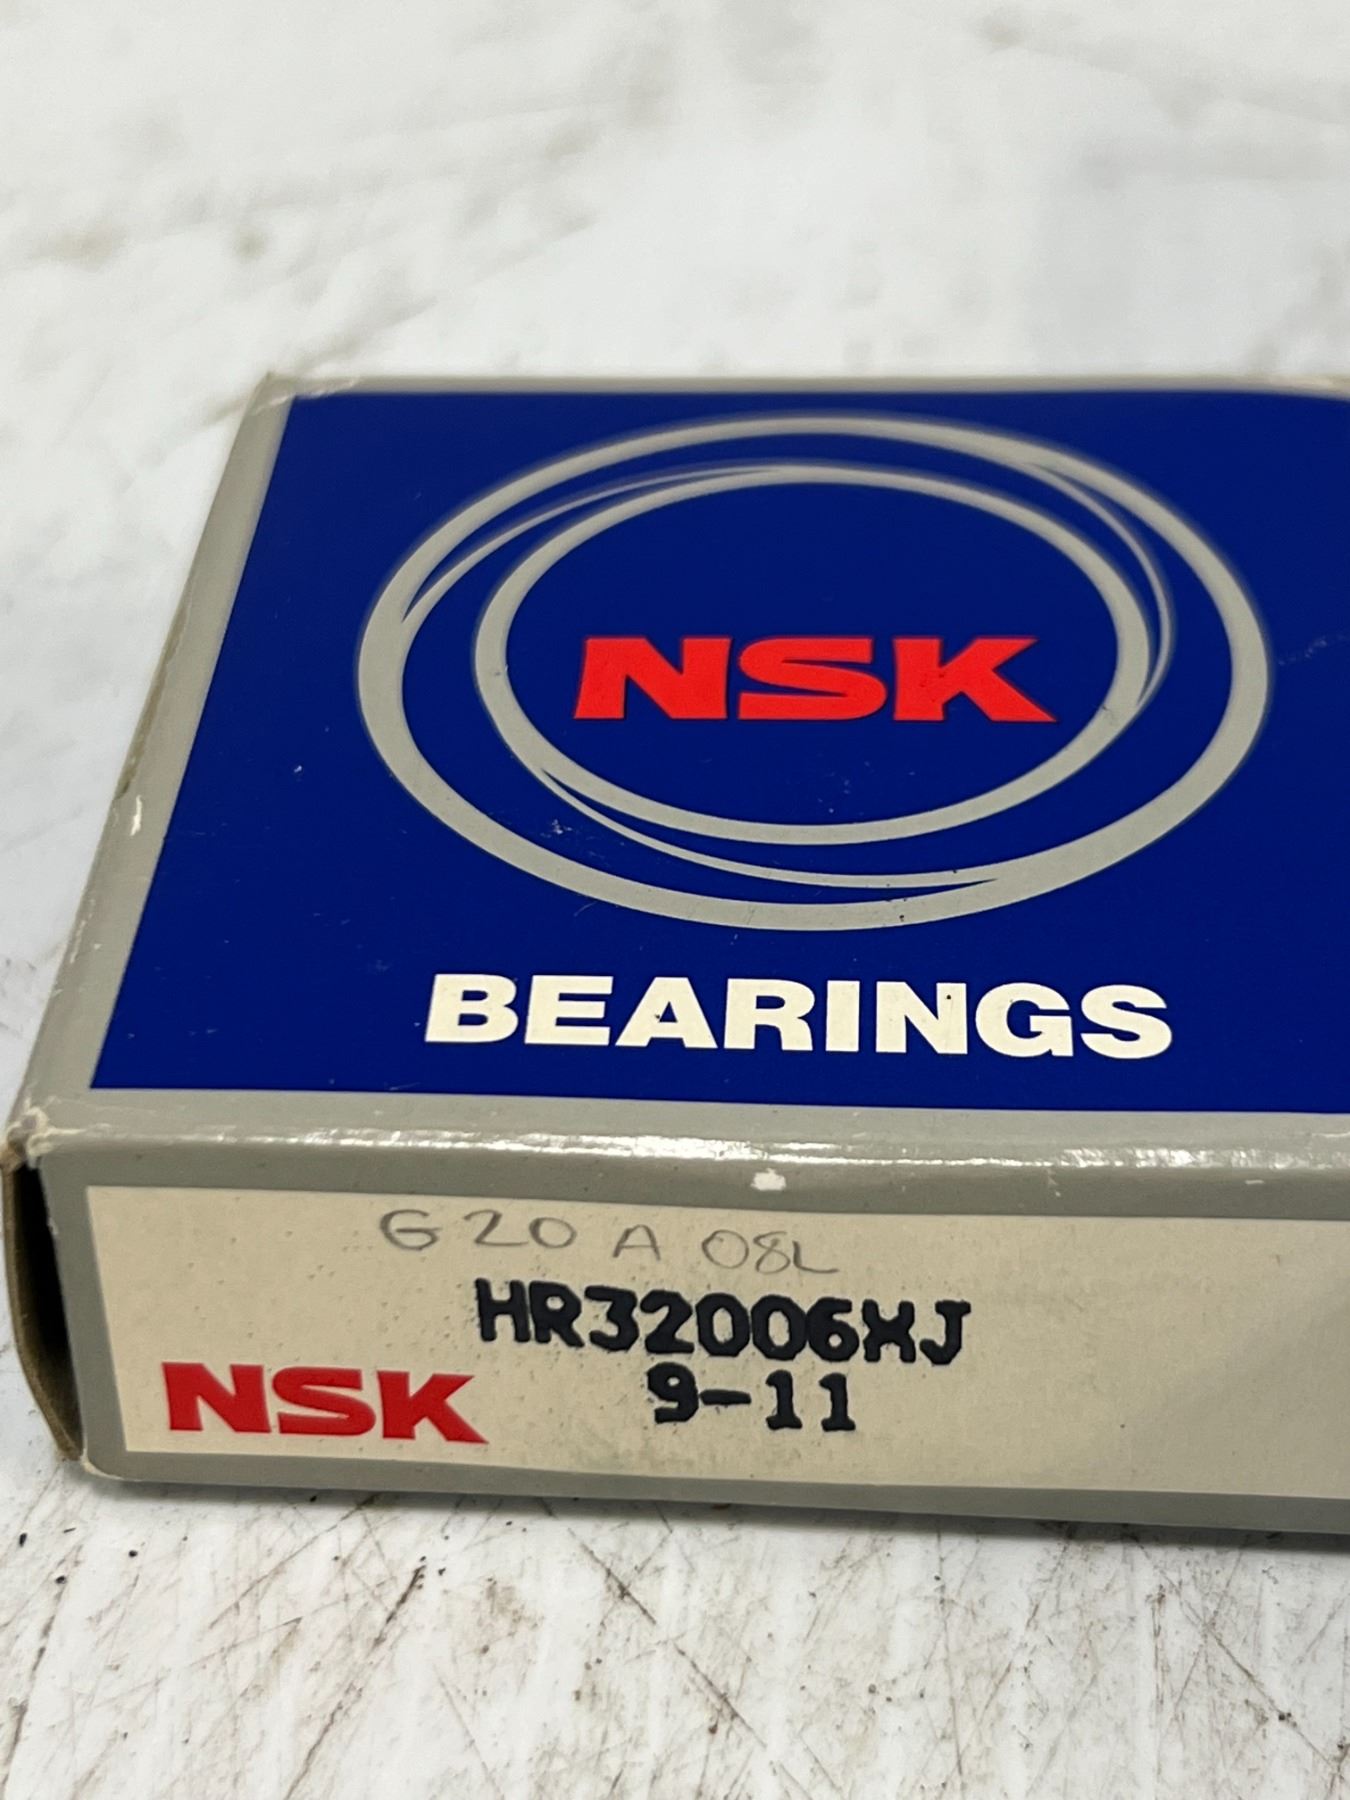 NSK
BEARINGS
G20 A 08L
HR32006XJ
NSK
9-11